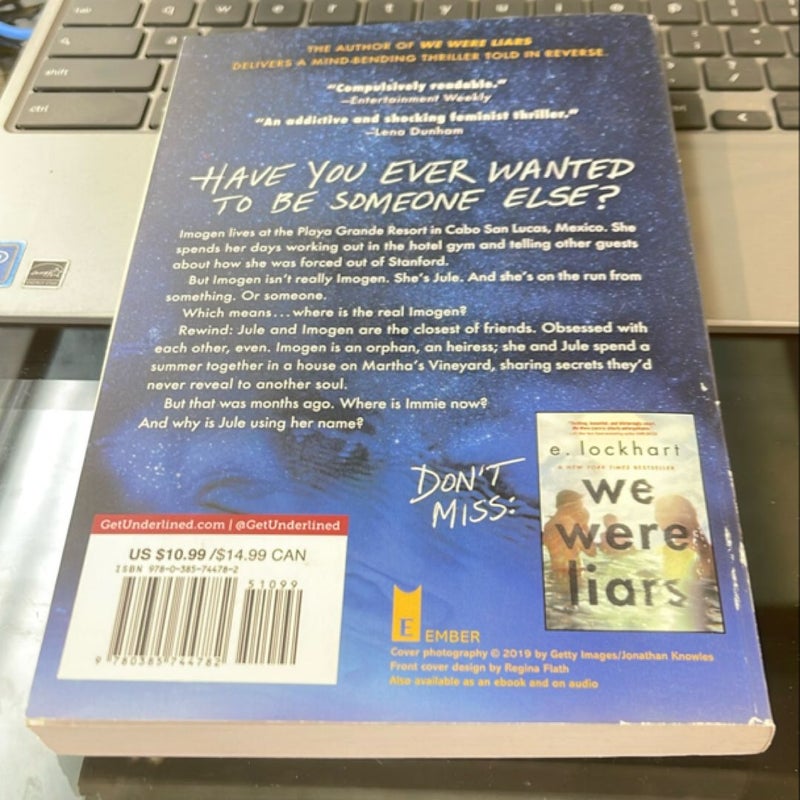 THE AUTHOR OF WE WERE LIARS
DELIVERS A MIND-BENDING THRILLER TOLD IN REVERSE.
"Compulsively readable."
—Entertainment Weekly
"An addictive and shocking feminist thriller."
—Lena Dunham
HAVE YOU EVER WANTED
TO BE SOMEONE ELSE?
Imogen lives at the Playa Grande Resort in Cabo San Lucas, Mexico. She
spends her days working out in the hotel gym and telling other guests
about how she was forced out of Stanford.
But Imogen isn't really Imogen. She's Jule. And she's on the run from
something. Or someone.
Which means...where is the real Imogen?
Rewind: Jule and Imogen are the closest of friends. Obsessed with
each other, even. Imogen is an orphan, an heiress; she and Jule spend a
summer together in a house on Martha's Vineyard, sharing secrets they'd
never reveal to another soul.
But that was months ago. Where is Immie now?
And why is Jule using her name?
DON'T
MISS:
e. lockhart
A NEW YORK TIMES BESTSELLER
we
were
liars
GetUnderlined.com | @GetUnderlined
US $10.99 /$14.99 CAN
ISBN 978-0-385-74478-2
51099
9 780385 744782
E EMBER
Cover photography © 2019 by Getty Images/Jonathan Knowles
Front cover design by Regina Flath
Also available as an ebook and on audio
shift
ctrl